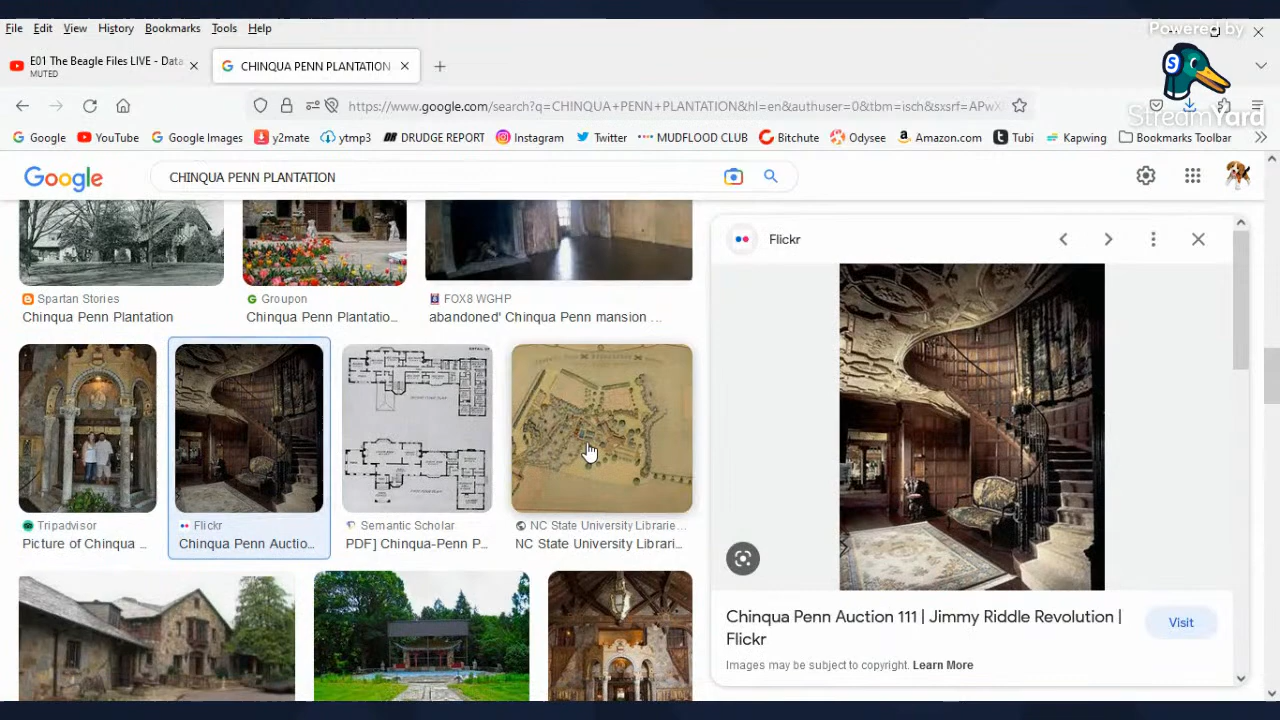 File Edit View History Bookmarks Tools Help
Powered by
StreamYard
E01 The Beagle Files LIVE - Data
MUTED
CHINQUA PENN PLANTATION
https://www.google.com/search?q=CHINQUA+PENN+PLANTATION&hl=en&authuser=0&tbm=isch&sxsrf=APwX
Google YouTube Google Images y2mate ytmp3 DRUDGE REPORT Instagram Twitter MUDFLOOD CLUB Bitchute Odysee Amazon.com Tubi Kapwing Bookmarks Toolbar
Google CHINQUA PENN PLANTATION
Spartan Stories
Chinqua Penn Plantation
Groupon
Chinqua Penn Plantatio...
FOX8 WGHP
abandoned' Chinqua Penn mansion ...
Tripadvisor
Picture of Chinqua ...
Flickr
Chinqua Penn Auctio...
Semantic Scholar
PDF] Chinqua-Penn P...
NC State University Librarie...
NC State University Librari...
Flickr
Chinqua Penn Auction 111 | Jimmy Riddle Revolution |
Flickr
Visit
Images may be subject to copyright. Learn More